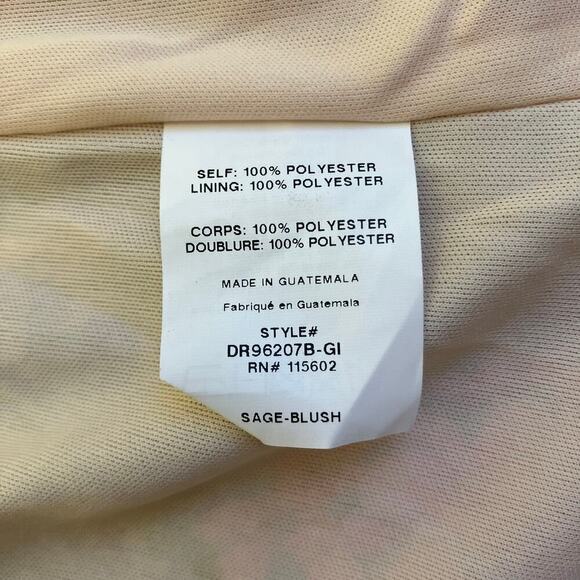 SELF: 100% POLYESTER
LINING: 100% POLYESTER
CORPS: 100% POLYESTER
DOUBLURE: 100% POLYESTER
MADE IN GUATEMALA
Fabriqué en Guatemala
STYLE#
DR96207B-GI
RN# 115602
SAGE-BLUSH